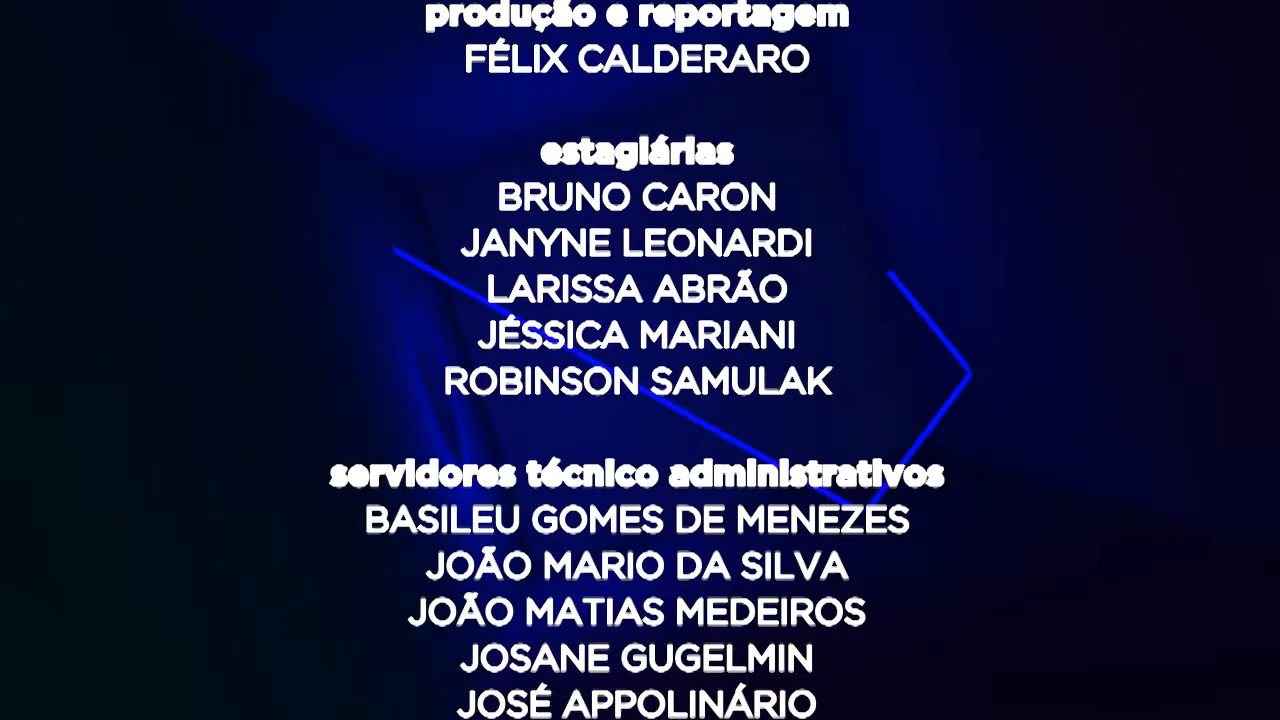 produção e reportagem
FÉLIX CALDERARO
estagiárias
BRUNO CARON
JANYNE LEONARDI
LARISSA ABRÃO
JÉSSICA MARIANI
ROBINSON SAMULAK
servidores técnico administrativos
BASILEU GOMES DE MENEZES
JOÃO MARIO DA SILVA
JOÃO MATIAS MEDEIROS
JOSANE GUGELMIN
JOSÉ APPOLINÁRIO